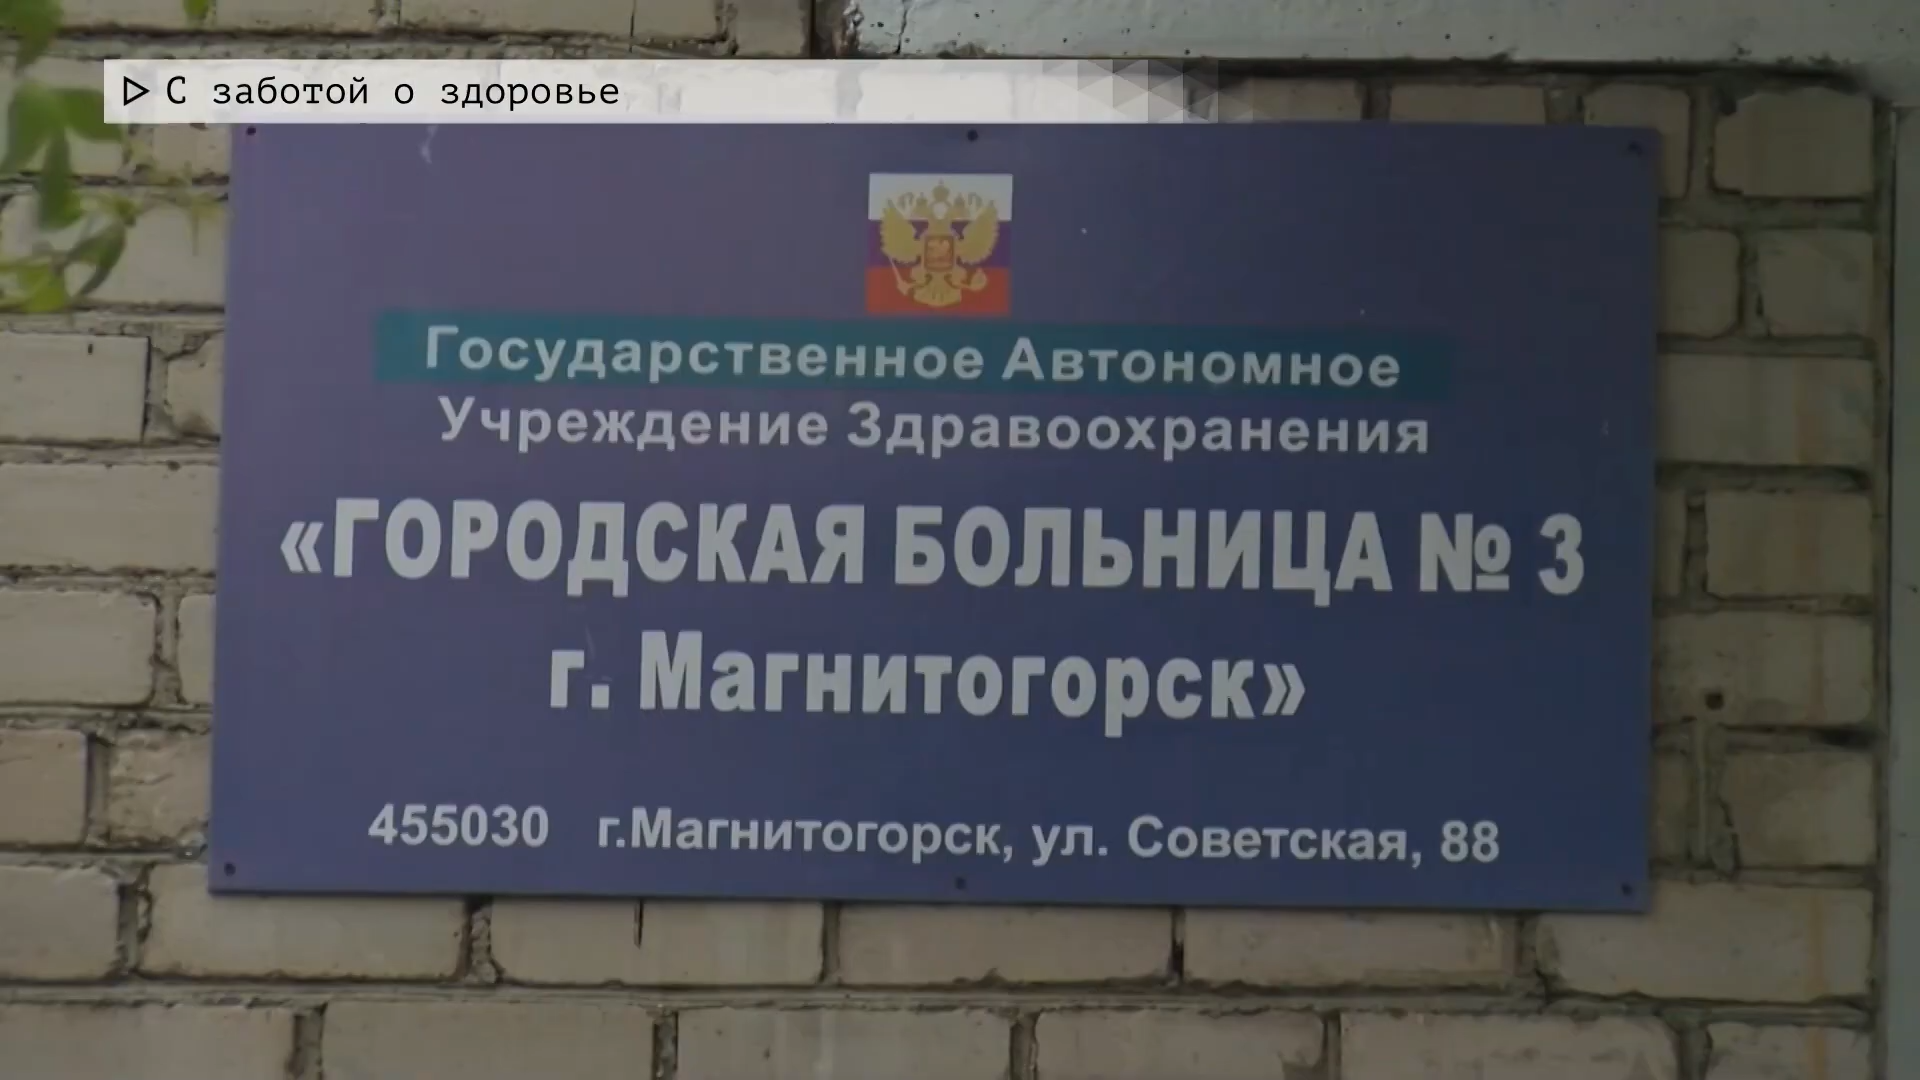 С заботой о здоровье
Государственное Автономное
Учреждение Здравоохранения
«ГОРОДСКАЯ БОЛЬНИЦА № 3
г. Магнитогорск»
455030 г.Магнитогорск, ул. Советская, 88